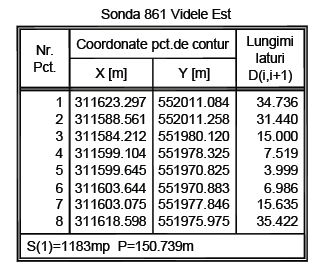 Sonda 861 Videle Est
Nr. Pct. Coordonate pct.de contur Lungimi laturi D(i,i+1)
X [m] Y [m]
1 311623.297 552011.084 34.736
2 311588.561 552011.258 31.440
3 311584.212 551980.120 15.000
4 311599.104 551978.325 7.519
5 311599.645 551970.825 3.999
6 311603.644 551970.883 6.986
7 311603.075 551977.846 15.635
8 311618.598 551975.975 35.422
S(1)=1183mp P=150.739m